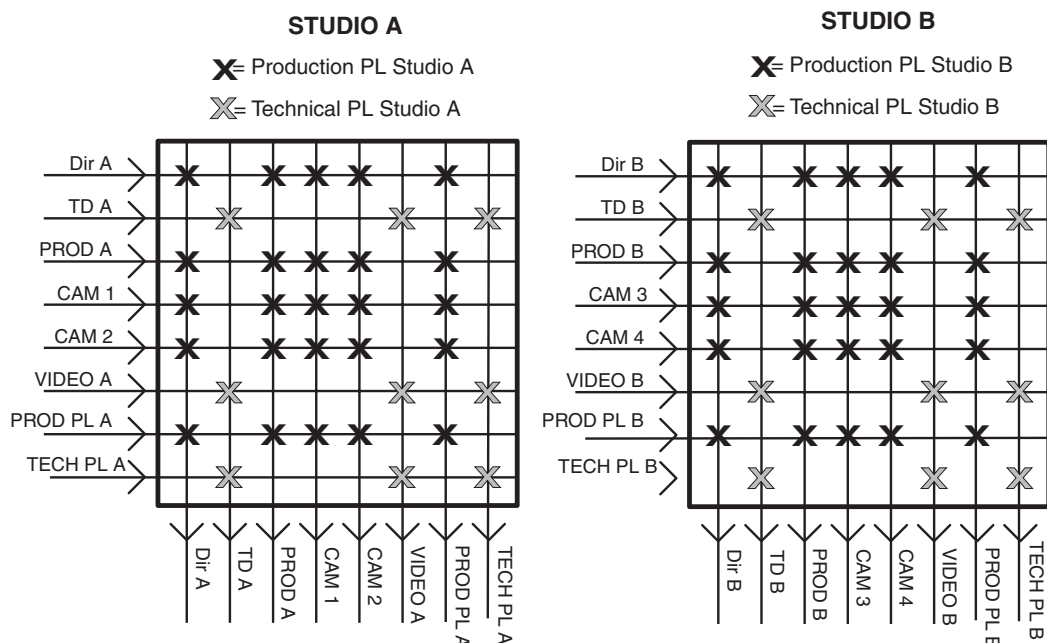 STUDIO A
X= Production PL Studio A
X= Technical PL Studio A
Dir A
TD A
PROD A
CAM 1
CAM 2
VIDEO A
PROD PL A
TECH PL A
Dir A
TD A
PROD A
CAM 1
CAM 2
VIDEO A
PROD PL A
TECH PL A
STUDIO B
X= Production PL Studio B
X= Technical PL Studio B
Dir B
TD B
PROD B
CAM 3
CAM 4
VIDEO B
PROD PL B
TECH PL B
Dir B
TD B
PROD B
CAM 3
CAM 4
VIDEO B
PROD PL B
TECH PL B